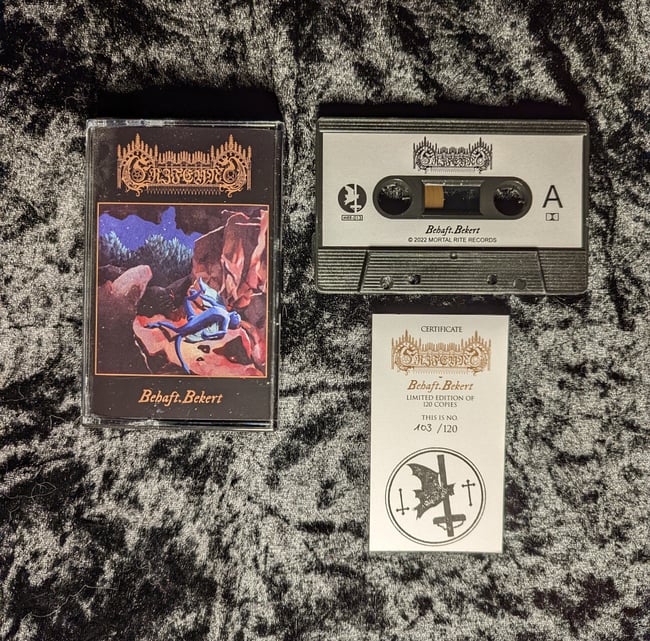 Behaft.Bekert
A
Behaft.Bekert
© 2022 MORTAL RITE RECORDS
CERTIFICATE
-
Behaft.Bekert
LIMITED EDITION OF
120 COPIES
THIS IS NO.
103 /120